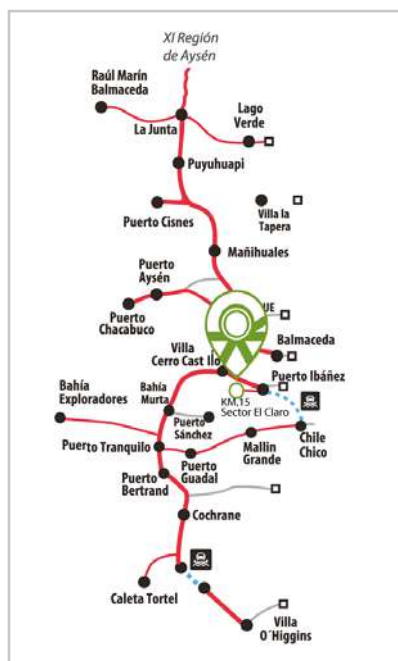 XI Región
de Aysén
Raúl Marín
Balmaceda
La Junta
Lago
Verde
Puyuhuapi
Puerto Cisnes
Villa la
Tapera
Mañihuales
Puerto
Aysén
Puerto
Chacabuco
UE
Balmaceda
Villa
Cerro Cast llo
Puerto Ibáñez
KM.15
Sector El Claro
Bahía
Exploradores
Bahía
Murta
Puerto
Sánchez
Chile
Chico
Puerto Tranquilo
Mallin
Grande
Puerto
Guadal
Puerto
Bertrand
Cochrane
Caleta Tortel
Villa
O´Higgins